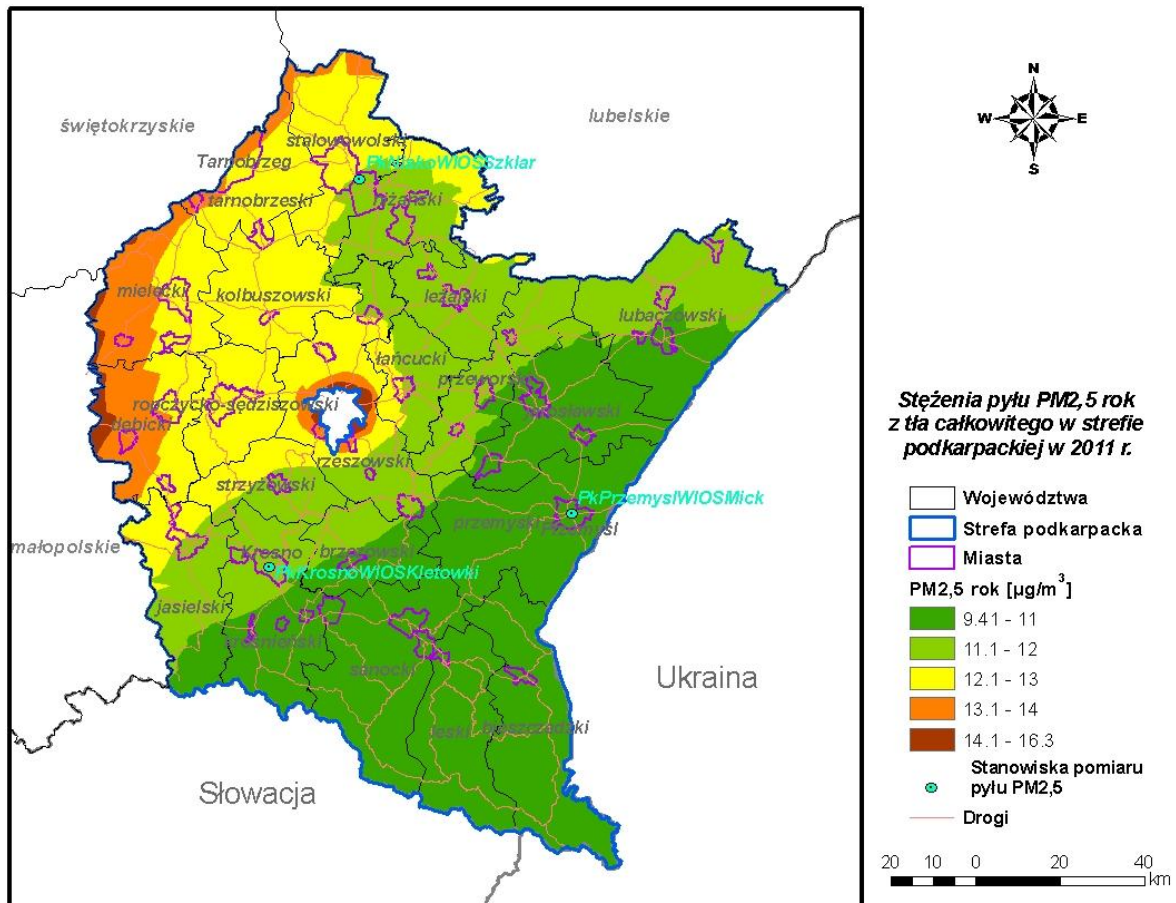 świętokrzyskie
lubelskie
stalowowolski
Tarnobrzeg
tarnobrzeski
niżański
mielecki
kolbuszowski
leżajski
lubaczowski
łańcucki
przeworski
ropczycko-sędziszowski
jarosławski
dębicki
rzeszowski
strzyżowski
PkPrzemyslWIOSMick
przemyski
Przemyśl
małopolskie
Krosno
brzozowski
PkKrosnoWIOSKletowki
jasielski
krośnieński
sanocki
Ukraina
leski
bieszczadzki
Słowacja
N
W
E
S
Stężenia pyłu PM2,5 rok
z tła całkowitego w strefie
podkarpackiej w 2011 r.
Województwa
Strefa podkarpacka
Miasta
PM2,5 rok [µg/m³]
9.41 - 11
11.1 - 12
12.1 - 13
13.1 - 14
14.1 - 16.3
Stanowiska pomiaru
pyłu PM2,5
Drogi
20 10 0 20 40
km